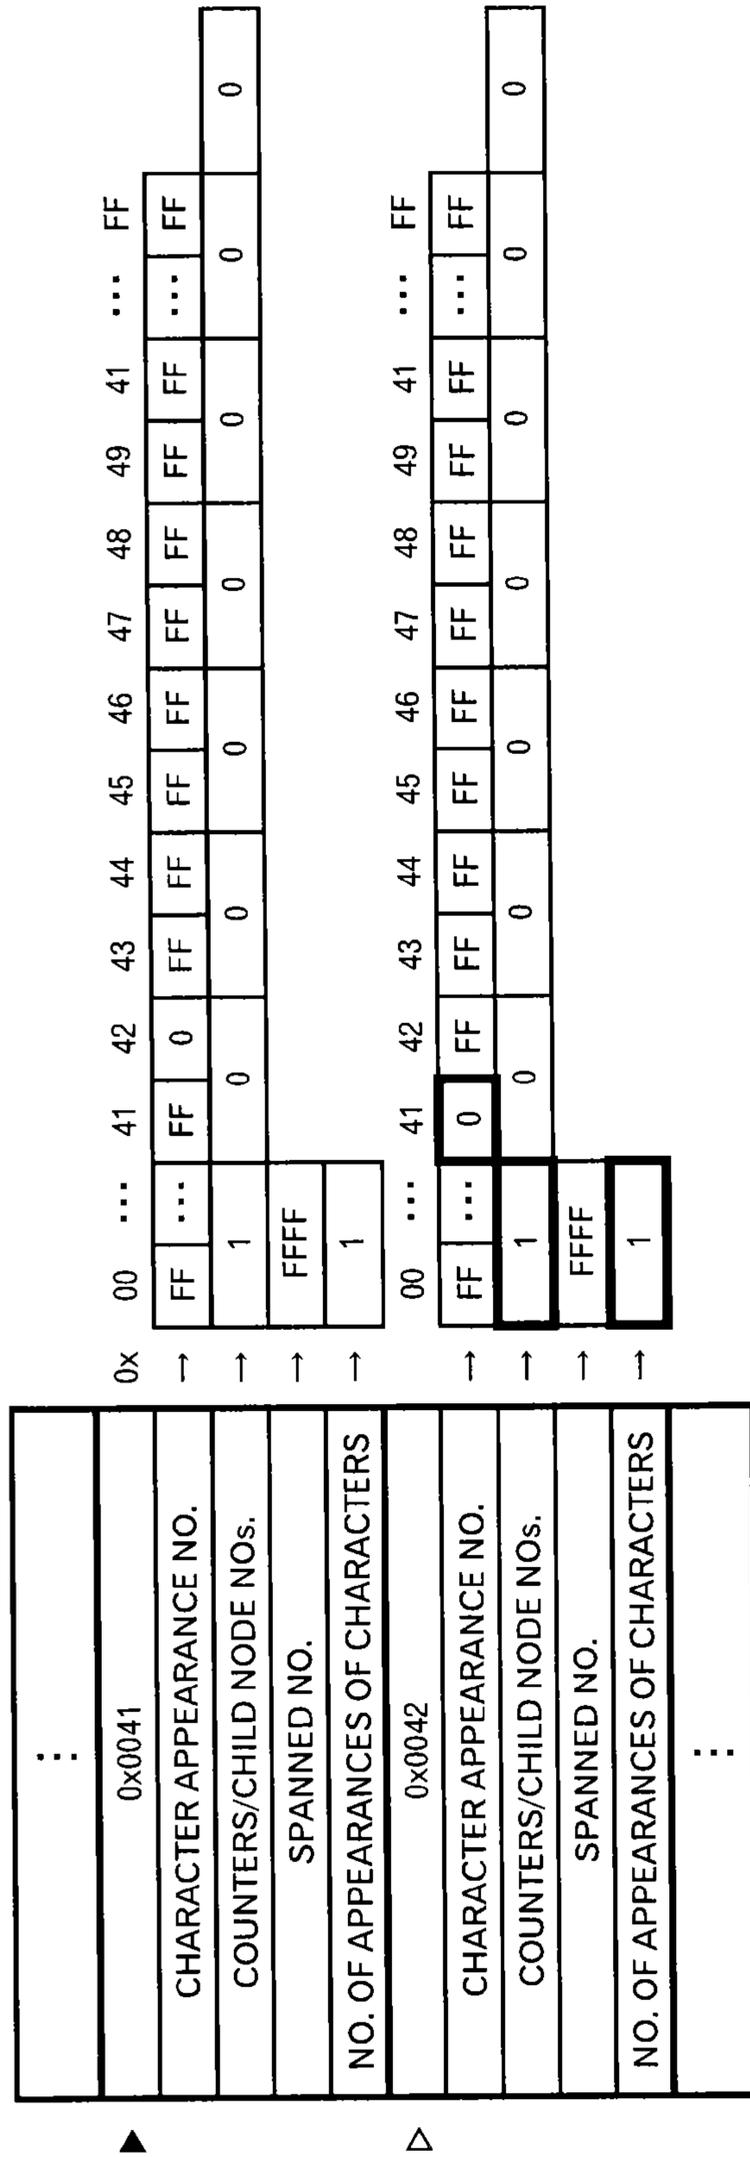 ⋮
▲ 0x0041 0x 00 ⋯ 41 42 43 44 45 46 47 48 49 41 ⋯ FF
CHARACTER APPEARANCE NO. → FF ⋯ FF 0 FF FF FF FF FF FF FF FF ⋯ FF
COUNTERS/CHILD NODE NOs. → 1 0 0 0 0 0 0 0
SPANNED NO. → FFFF
NO. OF APPEARANCES OF CHARACTERS → 1
△ 0x0042 00 ⋯ 41 42 43 44 45 46 47 48 49 41 ⋯ FF
CHARACTER APPEARANCE NO. → FF ⋯ 0 FF FF FF FF FF FF FF FF FF ⋯ FF
COUNTERS/CHILD NODE NOs. → 1 0 0 0 0 0 0 0
SPANNED NO. → FFFF
NO. OF APPEARANCES OF CHARACTERS → 1
⋮